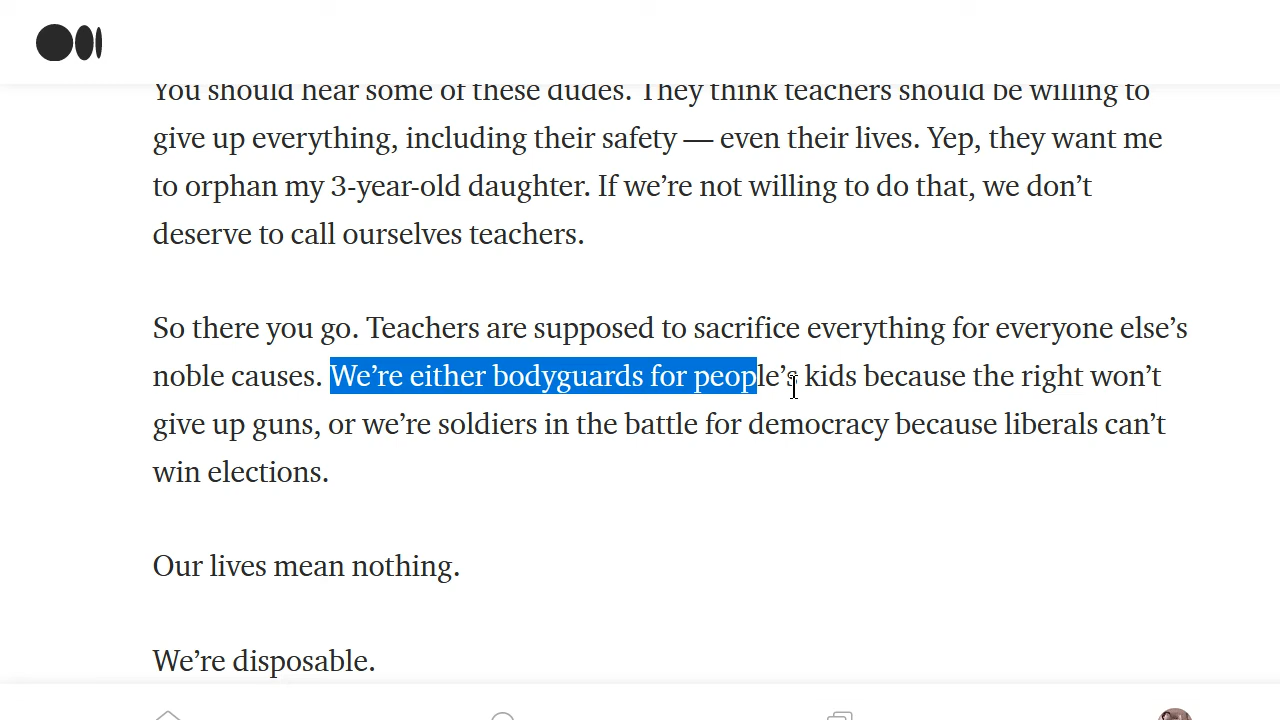 You should hear some of these dudes. They think teachers should be willing to
give up everything, including their safety — even their lives. Yep, they want me
to orphan my 3-year-old daughter. If we’re not willing to do that, we don’t
deserve to call ourselves teachers.
So there you go. Teachers are supposed to sacrifice everything for everyone else’s
noble causes. We’re either bodyguards for people’s kids because the right won’t
give up guns, or we’re soldiers in the battle for democracy because liberals can’t
win elections.
Our lives mean nothing.
We’re disposable.